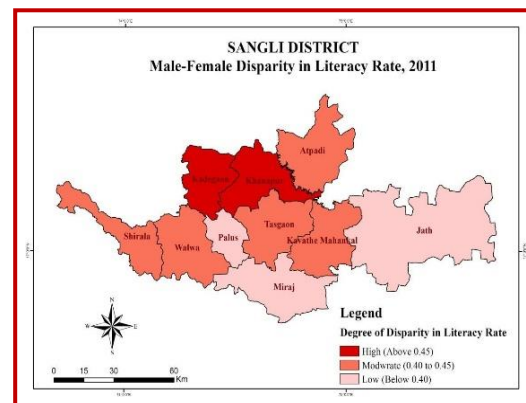 SANGLI DISTRICT
Male-Female Disparity in Literacy Rate, 2011
Atpadi
Kadegaon
Khanapur
Shirala
Walwa
Palus
Tasgaon
Kavathe Mahankal
Jath
Miraj
N
W
E
S
Legend
Degree of Disparity in Literacy Rate
High (Above 0.45)
Modwrate (0.40 to 0.45)
Low (Below 0.40)
0 15 30 60
Km